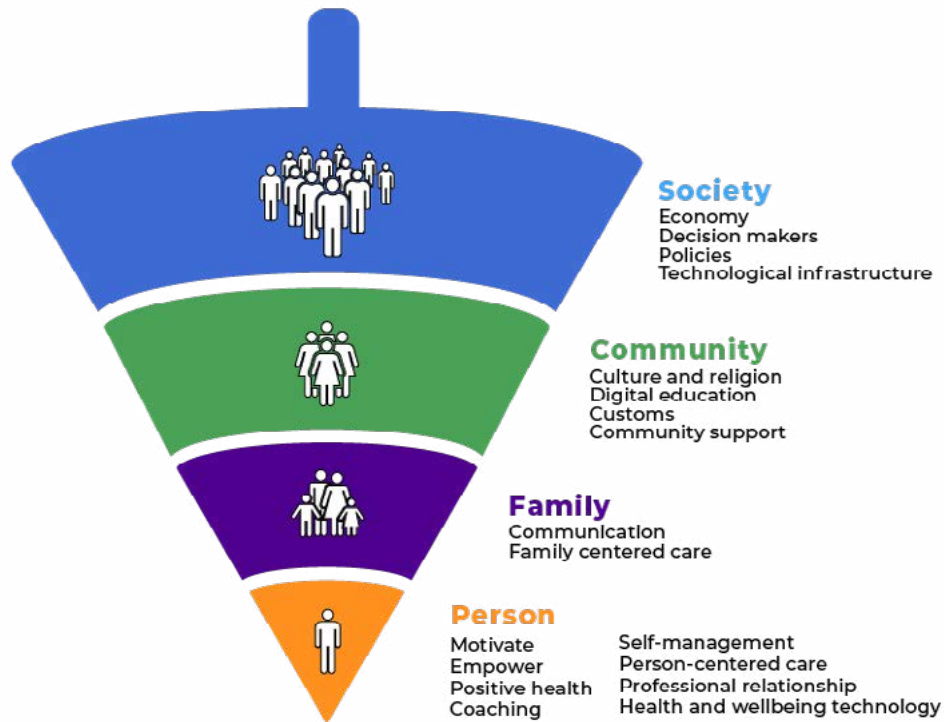 Society
Economy
Decision makers
Policies
Technological infrastructure
Community
Culture and religion
Digital education
Customs
Community support
Family
Communication
Family centered care
Person
Motivate
Empower
Positive health
Coaching
Self-management
Person-centered care
Professional relationship
Health and wellbeing technology